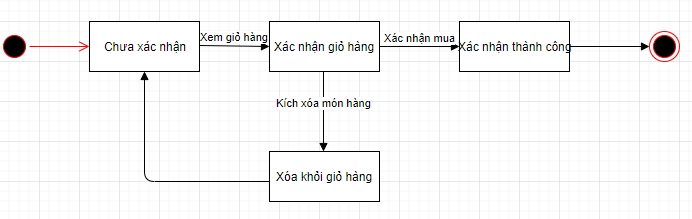 Chưa xác nhận
Xem giỏ hàng
Xác nhận giỏ hàng
Xác nhận mua
Xác nhận thành công
Kích xóa món hàng
Xóa khỏi giỏ hàng